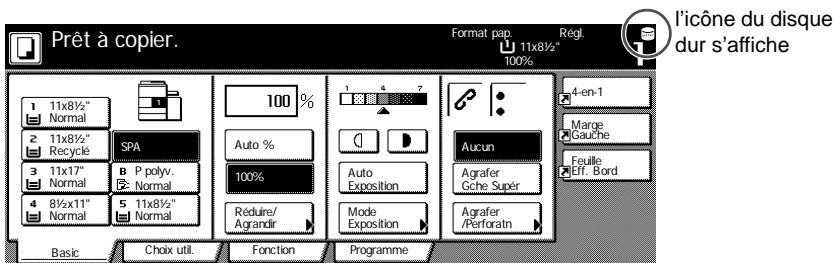 l'icône du disque
dur s'affiche
Prêt à copier.
Format pap.
Régl.
11x8½"
100%
1
1
11x8½"
Normal
2
11x8½"
Recyclé
3
11x17"
Normal
4
8½x11"
Normal
1
SPA
B
P polyv.
Normal
5
11x8½"
Normal
100 %
Auto %
100%
Réduire/
Agrandir
1 4 7
Auto
Exposition
Mode
Exposition
Aucun
Agrafer
Gche Supér
Agrafer
/Perforatn
4-en-1
Marge
Gauche
Feuille
Eff. Bord
Basic
Choix util.
Fonction
Programme